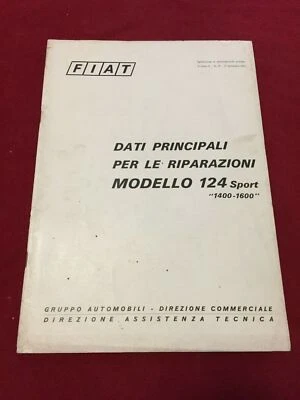 FIAT
DATI PRINCIPALI
PER LE RIPARAZIONI
MODELLO 124 Sport
"1400-1600"
GRUPPO AUTOMOBILI - DIREZIONE COMMERCIALE
DIREZIONE ASSISTENZA TECNICA